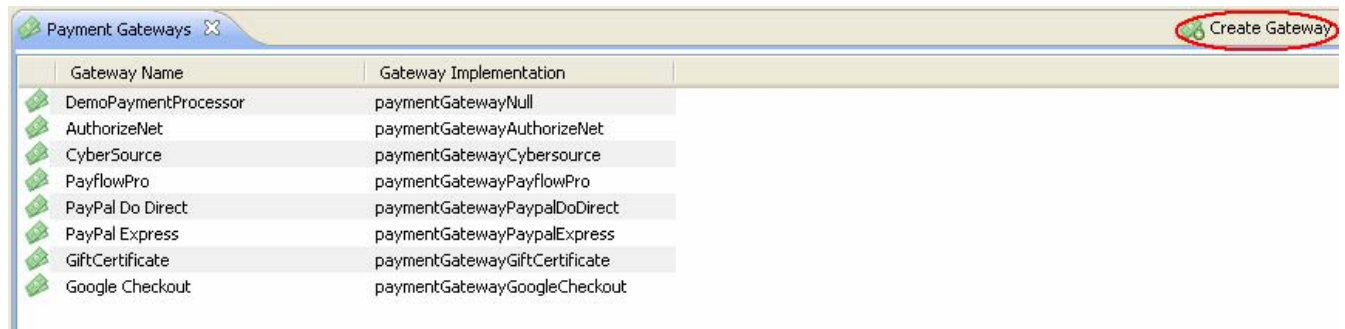 Payment Gateways Create Gateway
Gateway Name Gateway Implementation
DemoPaymentProcessor paymentGatewayNull
AuthorizeNet paymentGatewayAuthorizeNet
CyberSource paymentGatewayCybersource
PayflowPro paymentGatewayPayflowPro
PayPal Do Direct paymentGatewayPaypalDoDirect
PayPal Express paymentGatewayPaypalExpress
GiftCertificate paymentGatewayGiftCertificate
Google Checkout paymentGatewayGoogleCheckout